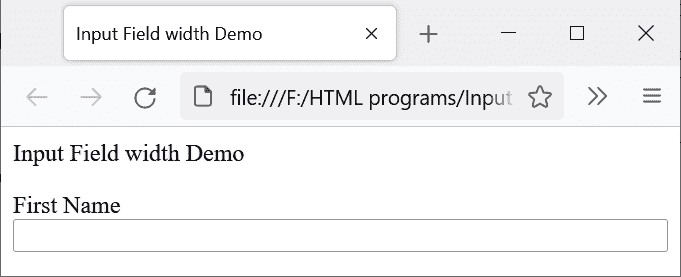 Input Field width Demo
file:///F:/HTML programs/Input
Input Field width Demo
First Name